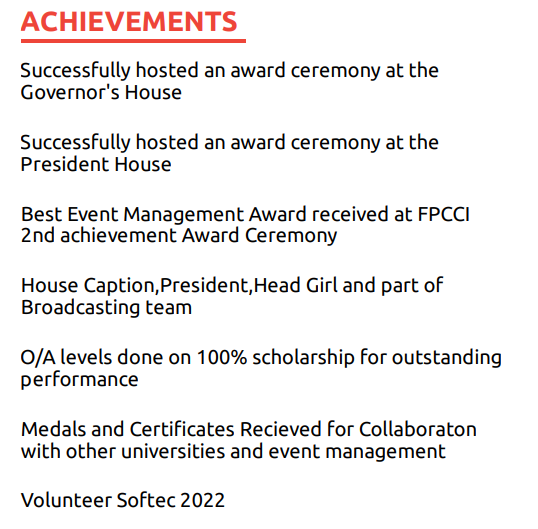 ACHIEVEMENTS
Successfully hosted an award ceremony at the
Governor's House
Successfully hosted an award ceremony at the
President House
Best Event Management Award received at FPCCI
2nd achievement Award Ceremony
House Caption,President,Head Girl and part of
Broadcasting team
O/A levels done on 100% scholarship for outstanding
performance
Medals and Certificates Recieved for Collaboraton
with other universities and event management
Volunteer Softec 2022